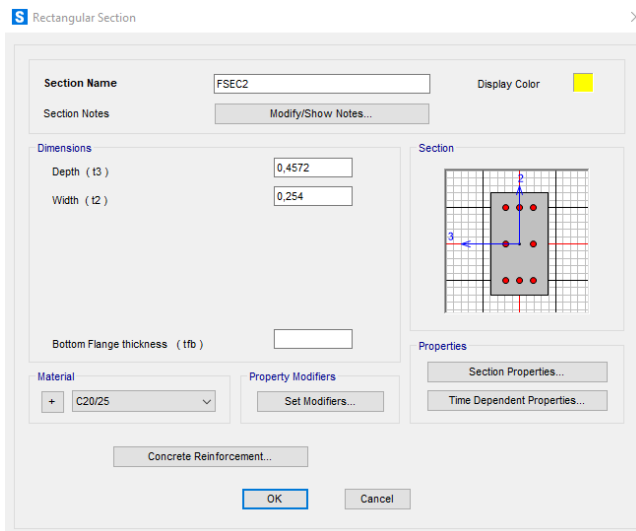 S Rectangular Section
Section Name FSEC2 Display Color
Section Notes Modify/Show Notes...
Dimensions
Depth ( t3 ) 0,4572
Width ( t2 ) 0,254
Bottom Flange thickness ( tfb )
Section
2
3
Properties
Section Properties...
Time Dependent Properties...
Material
+ C20/25
Property Modifiers
Set Modifiers...
Concrete Reinforcement...
OK Cancel